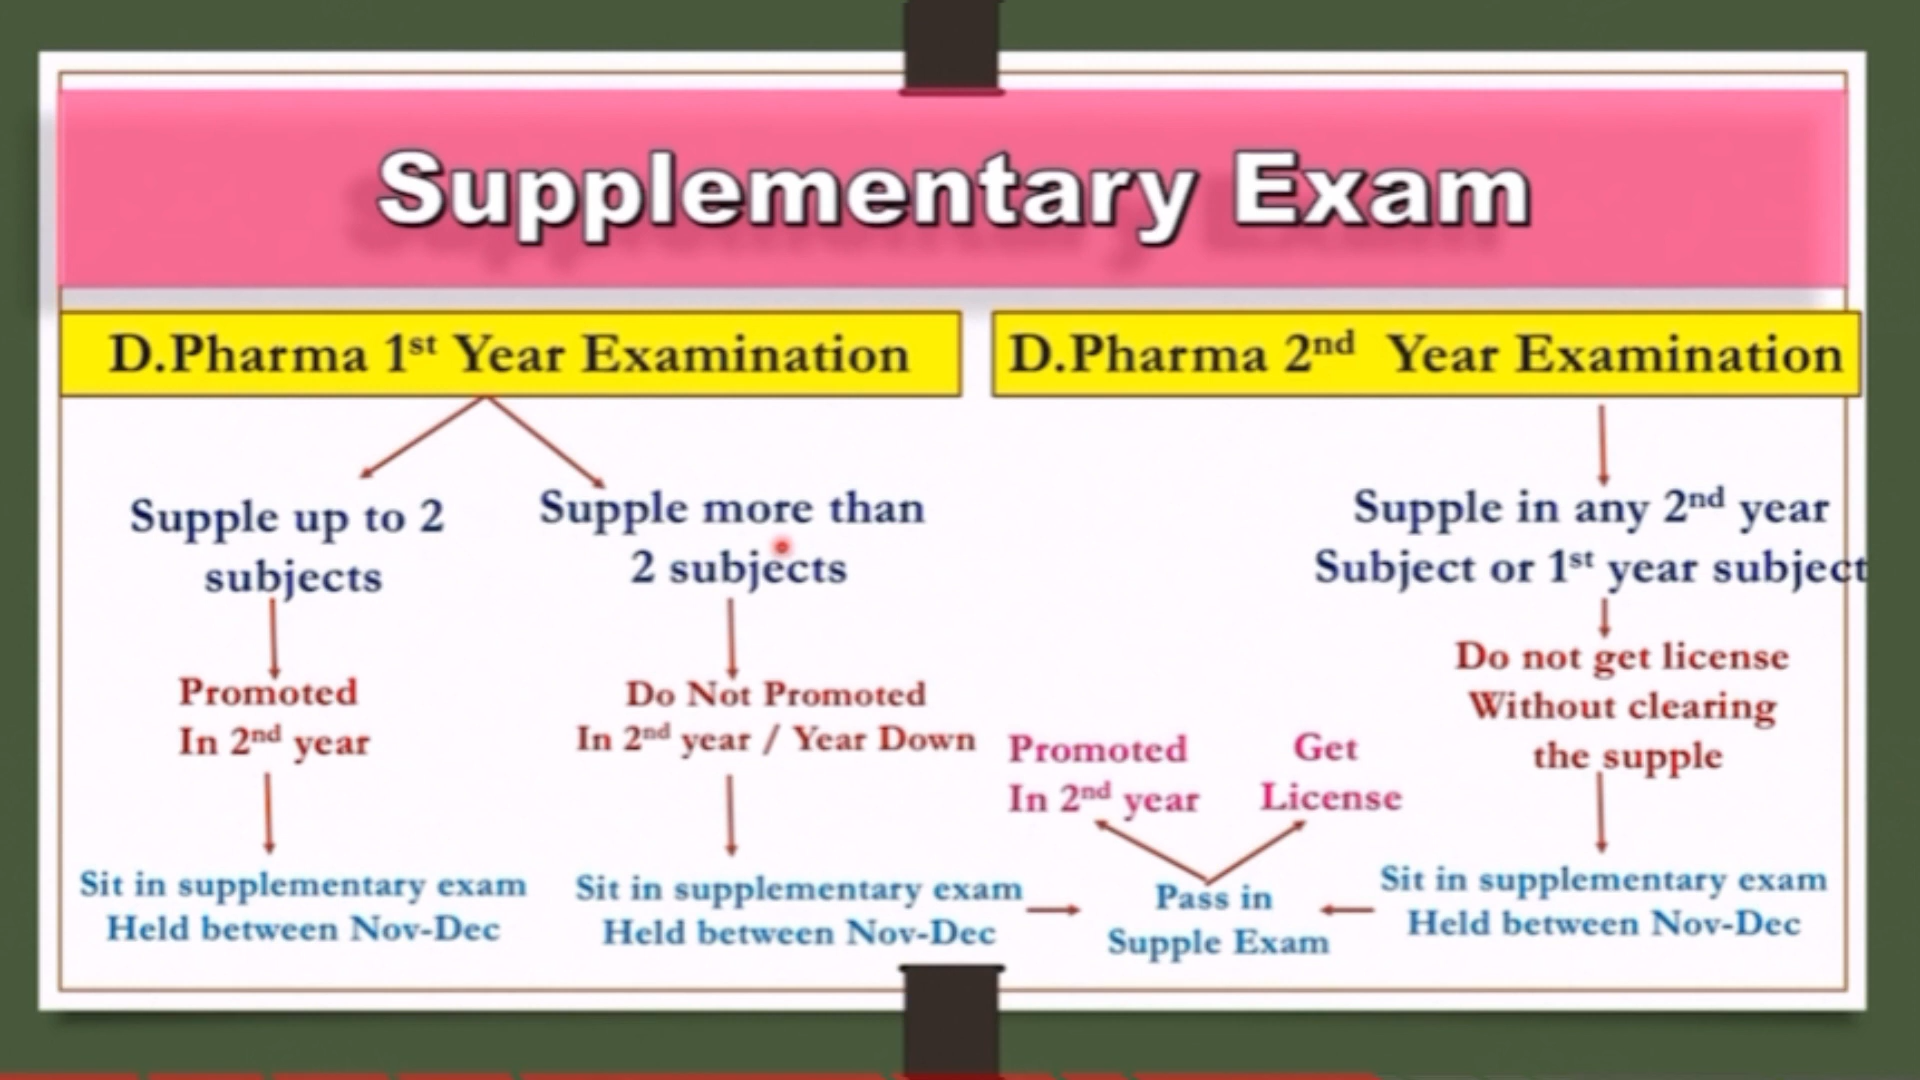 Supplementary Exam
D.Pharma 1st Year Examination
Supple up to 2
subjects
Promoted
In 2nd year
Sit in supplementary exam
Held between Nov-Dec
Supple more than
2 subjects
Do Not Promoted
In 2nd year / Year Down
Sit in supplementary exam
Held between Nov-Dec
D.Pharma 2nd Year Examination
Supple in any 2nd year
Subject or 1st year subject
Do not get license
Without clearing
the supple
Sit in supplementary exam
Held between Nov-Dec
Pass in
Supple Exam
Promoted
In 2nd year
Get
License